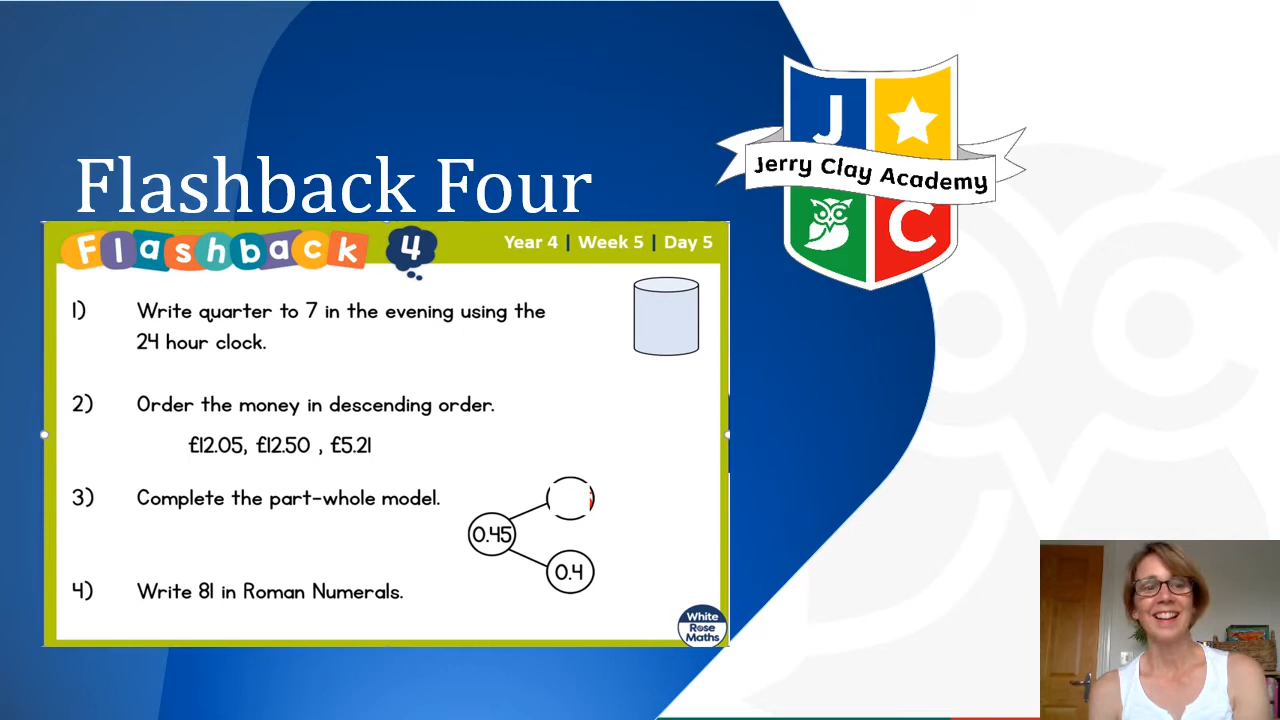 Flashback Four
J
Jerry Clay Academy
C
Flashback 4
Year 4 | Week 5 | Day 5
1) Write quarter to 7 in the evening using the
24 hour clock.
2) Order the money in descending order.
£12.05, £12.50 , £5.21
3) Complete the part-whole model.
0.45
0.4
4) Write 81 in Roman Numerals.
White
Rose
Maths